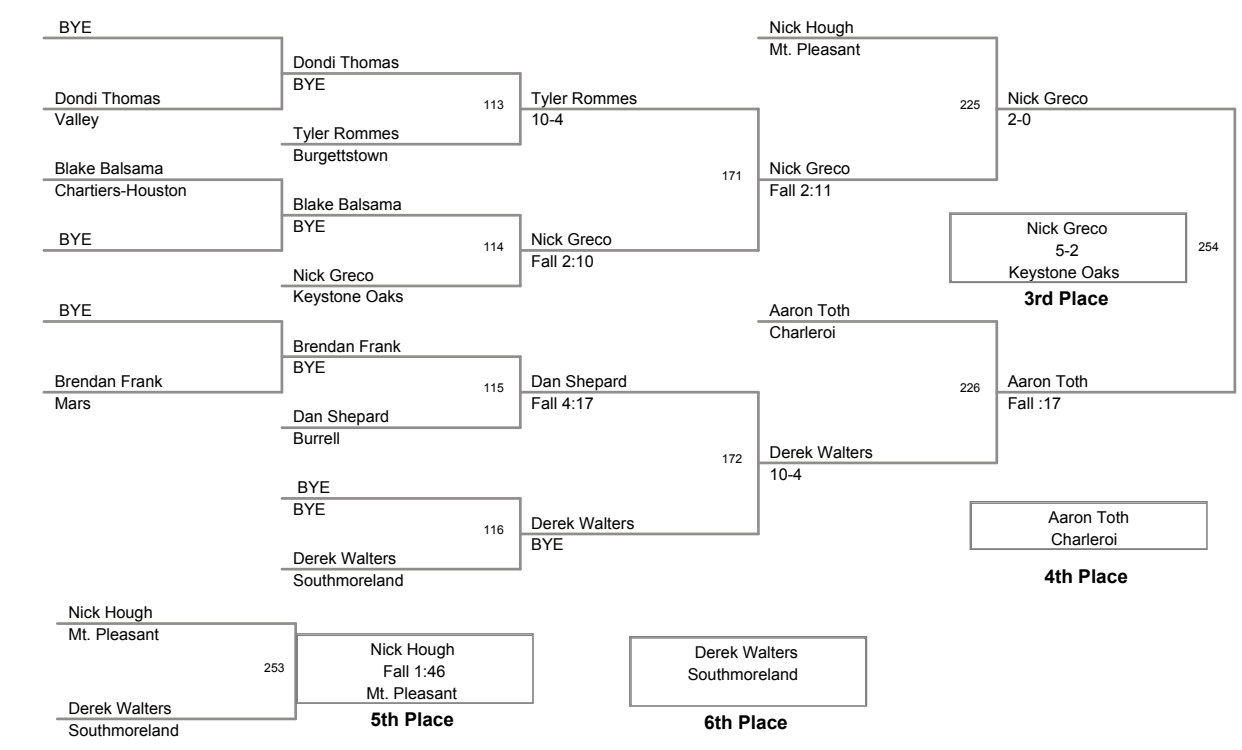 BYE
Nick Hough
Mt. Pleasant
Dondi Thomas
BYE
Dondi Thomas
Valley
113
Tyler Rommes
10-4
225
Nick Greco
2-0
Tyler Rommes
Burgettstown
Blake Balsama
Chartiers-Houston
171
Nick Greco
Fall 2:11
Blake Balsama
BYE
BYE
114
Nick Greco
Fall 2:10
Nick Greco
5-2
Keystone Oaks
254
3rd Place
Nick Greco
Keystone Oaks
BYE
Aaron Toth
Charleroi
Brendan Frank
BYE
Brendan Frank
Mars
115
Dan Shepard
Fall 4:17
226
Aaron Toth
Fall :17
Dan Shepard
Burrell
172
Derek Walters
10-4
BYE
BYE
116
Derek Walters
BYE
Aaron Toth
Charleroi
4th Place
Derek Walters
Southmoreland
Nick Hough
Mt. Pleasant
253
Nick Hough
Fall 1:46
Mt. Pleasant
5th Place
Derek Walters
Southmoreland
6th Place
Derek Walters
Southmoreland